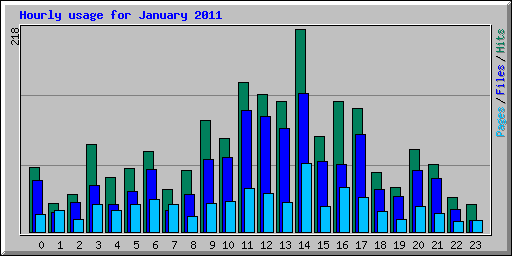 Hourly usage for January 2011
218
Pages / Files / Hits
0 1 2 3 4 5 6 7 8 9 10 11 12 13 14 15 16 17 18 19 20 21 22 23